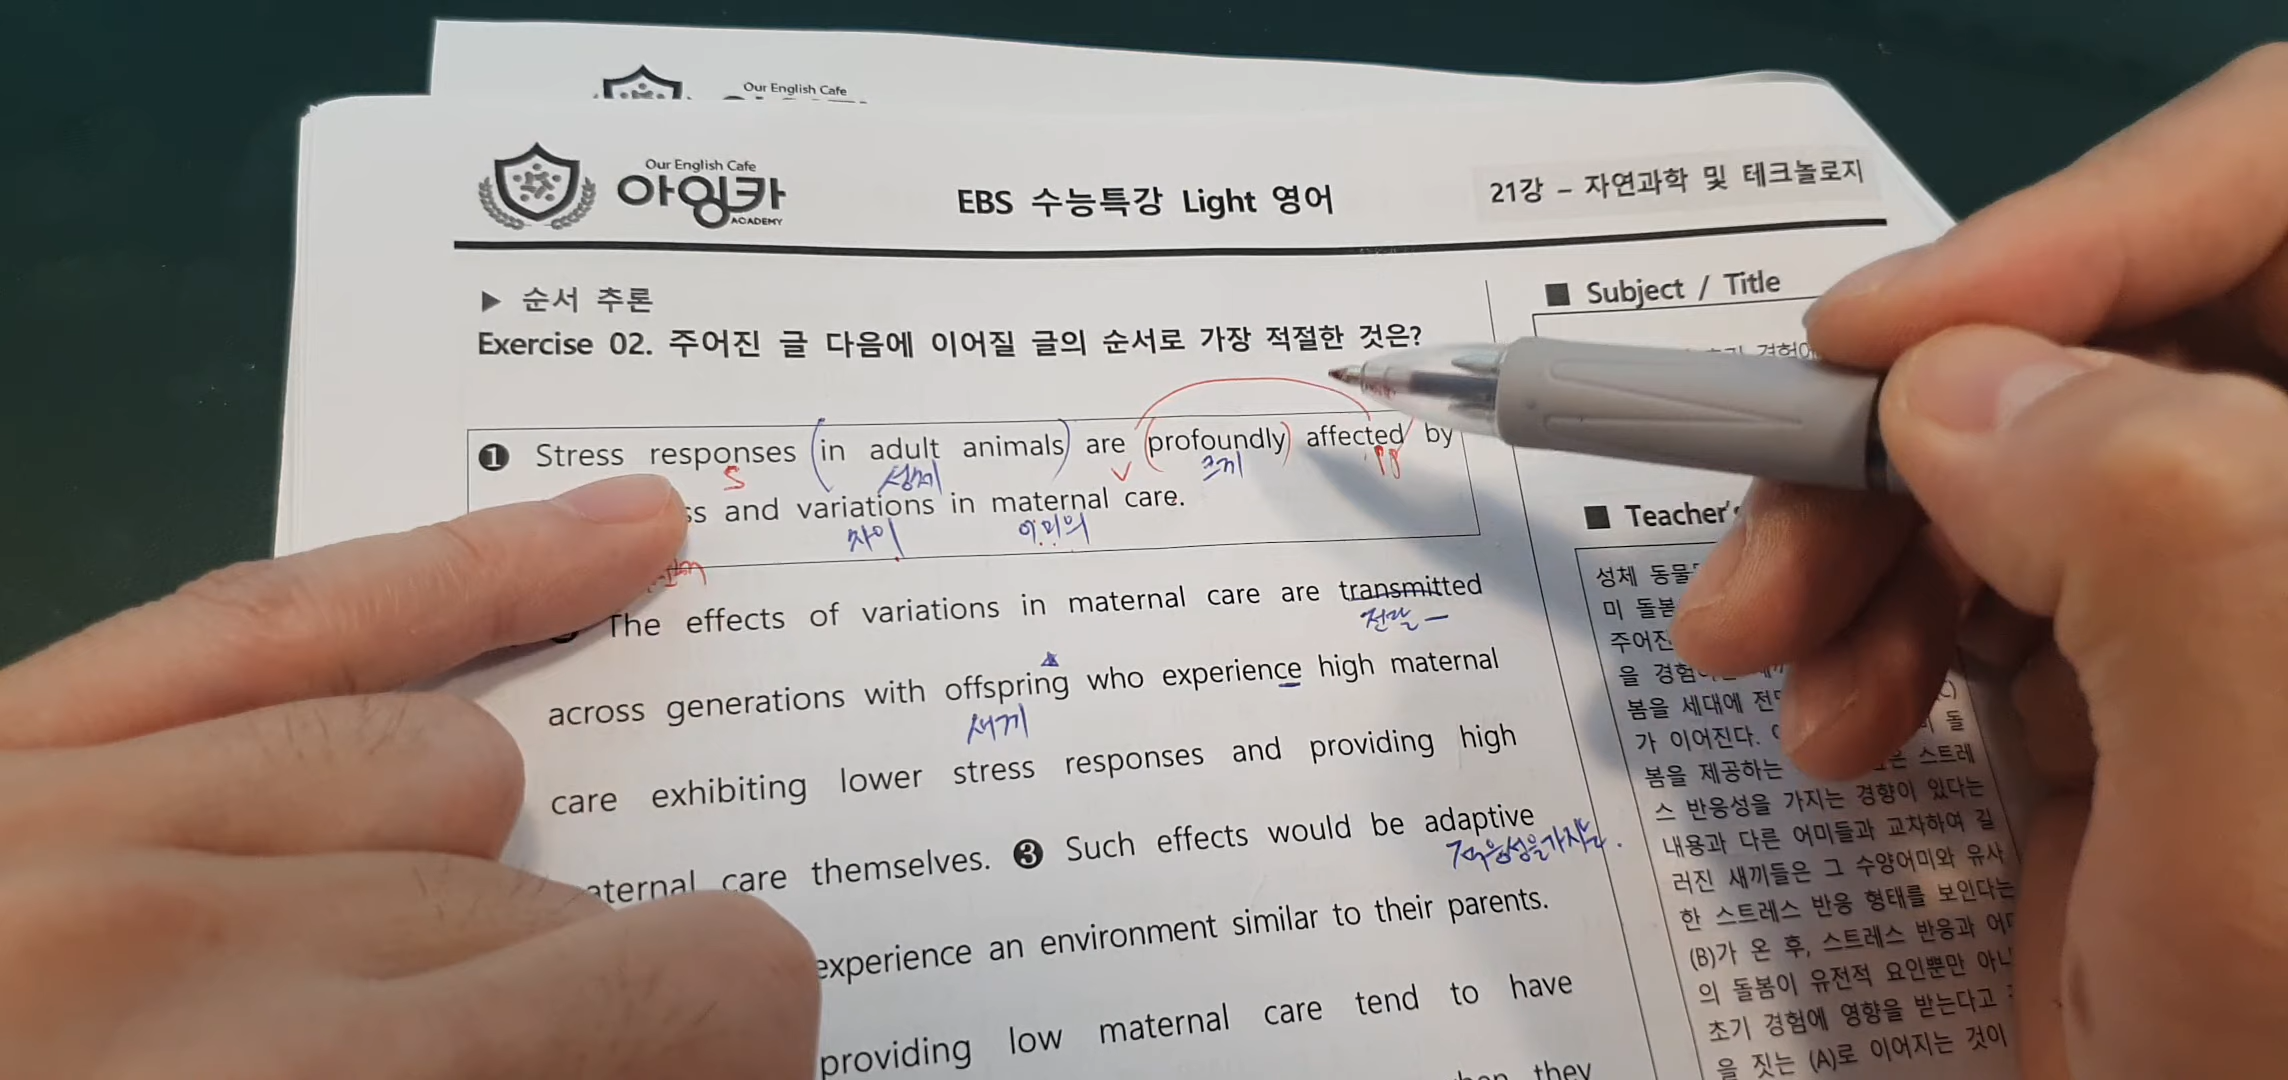 Our English Cafe
Our English Cafe
아잉카
ACADEMY
EBS 수능특강 Light 영어
21강 – 자연과학 및 테크놀로지
▶ 순서 추론
Exercise 02. 주어진 글 다음에 이어질 글의 순서로 가장 적절한 것은?
❶ Stress responses (in adult animals) are (profoundly) affected by
S
성체
V
크게
pp
and variations in maternal care.
차이
어미의
The effects of variations in maternal care are transmitted
전달
across generations with offspring who experience high maternal
새끼
care exhibiting lower stress responses and providing high
care themselves. ❸ Such effects would be adaptive
적응성을가지는.
experience an environment similar to their parents.
providing low maternal care tend to have
they
■ Subject / Title
■ Teacher's
성체 동물
미 돌봄
주어진
을 경험
봄을 세대에 전
(C)
가 이어진다.
돌
봄을 제공하는
은 스트레
스 반응성을 가지는 경향이 있다는
내용과 다른 어미들과 교차하여 길
러진 새끼들은 그 수양어미와 유사
한 스트레스 반응 형태를 보인다는
(B)가 온 후, 스트레스 반응과 어미
의 돌봄이 유전적 요인뿐만 아니
초기 경험에 영향을 받는다고
을 짓는 (A)로 이어지는 것이